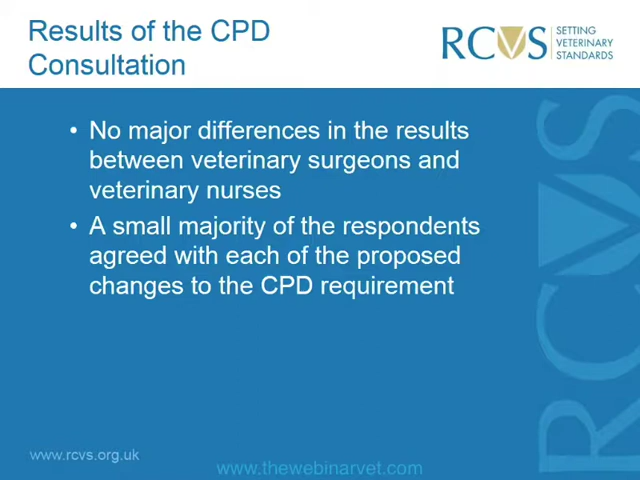 Results of the CPD
Consultation
RCVS
SETTING
VETERINARY
STANDARDS
• No major differences in the results
between veterinary surgeons and
veterinary nurses
• A small majority of the respondents
agreed with each of the proposed
changes to the CPD requirement
RCVS
www.rcvs.org.uk
www.thewebinarvet.com